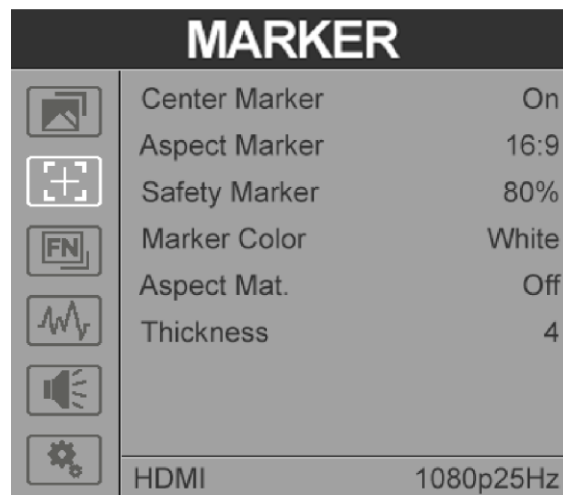 MARKER
Center Marker On
Aspect Marker 16:9
Safety Marker 80%
FN Marker Color White
Aspect Mat. Off
Thickness 4
HDMI 1080p25Hz